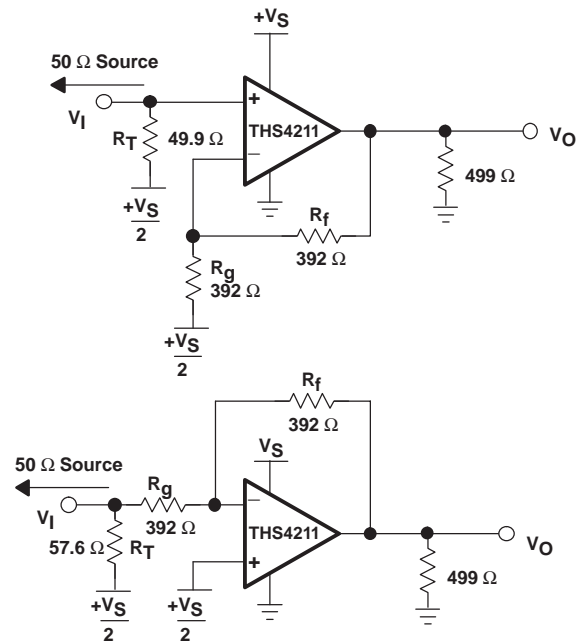 +VS
50 Ω Source
VI
+
THS4211
VO
RT
49.9 Ω
−
499 Ω
Rf
392 Ω
+VS
2
Rg
392 Ω
+VS
2
Rf
392 Ω
50 Ω Source
VS
Rg
VI
392 Ω
−
THS4211
VO
57.6 Ω
RT
+
499 Ω
+VS
2
+VS
2